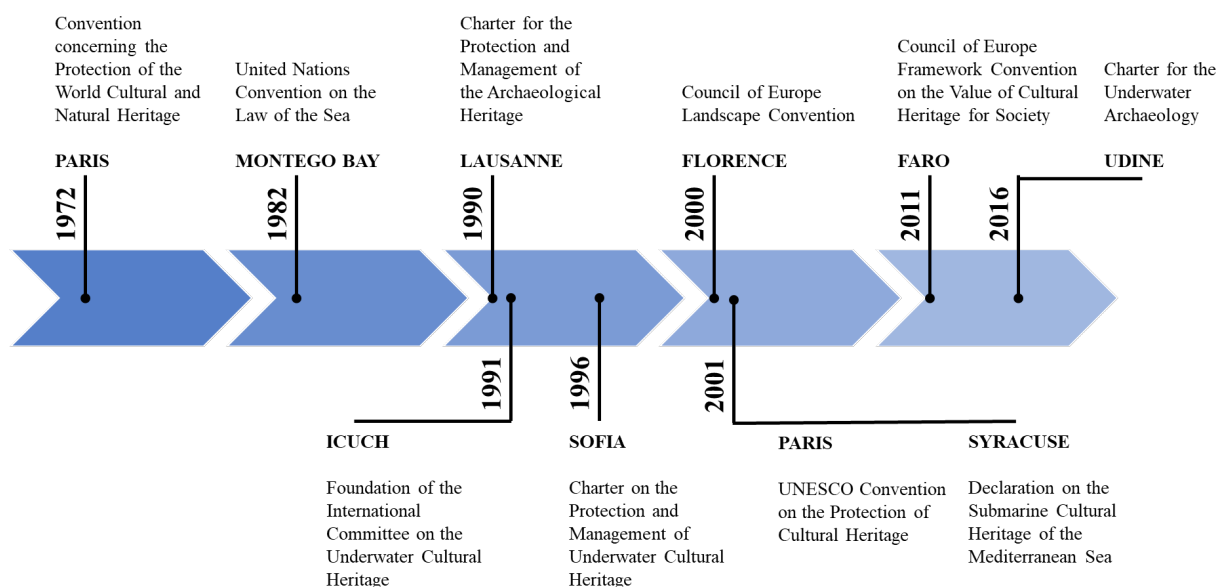 Convention
concerning the
Protection of the
World Cultural and
Natural Heritage
PARIS
1972
United Nations
Convention on the
Law of the Sea
MONTEGO BAY
1982
Charter for the
Protection and
Management of
the Archaeological
Heritage
LAUSANNE
1990
Council of Europe
Landscape Convention
FLORENCE
2000
Council of Europe
Framework Convention
on the Value of Cultural
Heritage for Society
FARO
2011
Charter for the
Underwater
Archaeology
UDINE
2016
1991
ICUCH
Foundation of the
International
Committee on the
Underwater Cultural
Heritage
1996
SOFIA
Charter on the
Protection and
Management of
Underwater Cultural
Heritage
2001
PARIS
UNESCO Convention
on the Protection of
Cultural Heritage
SYRACUSE
Declaration on the
Submarine Cultural
Heritage of the
Mediterranean Sea